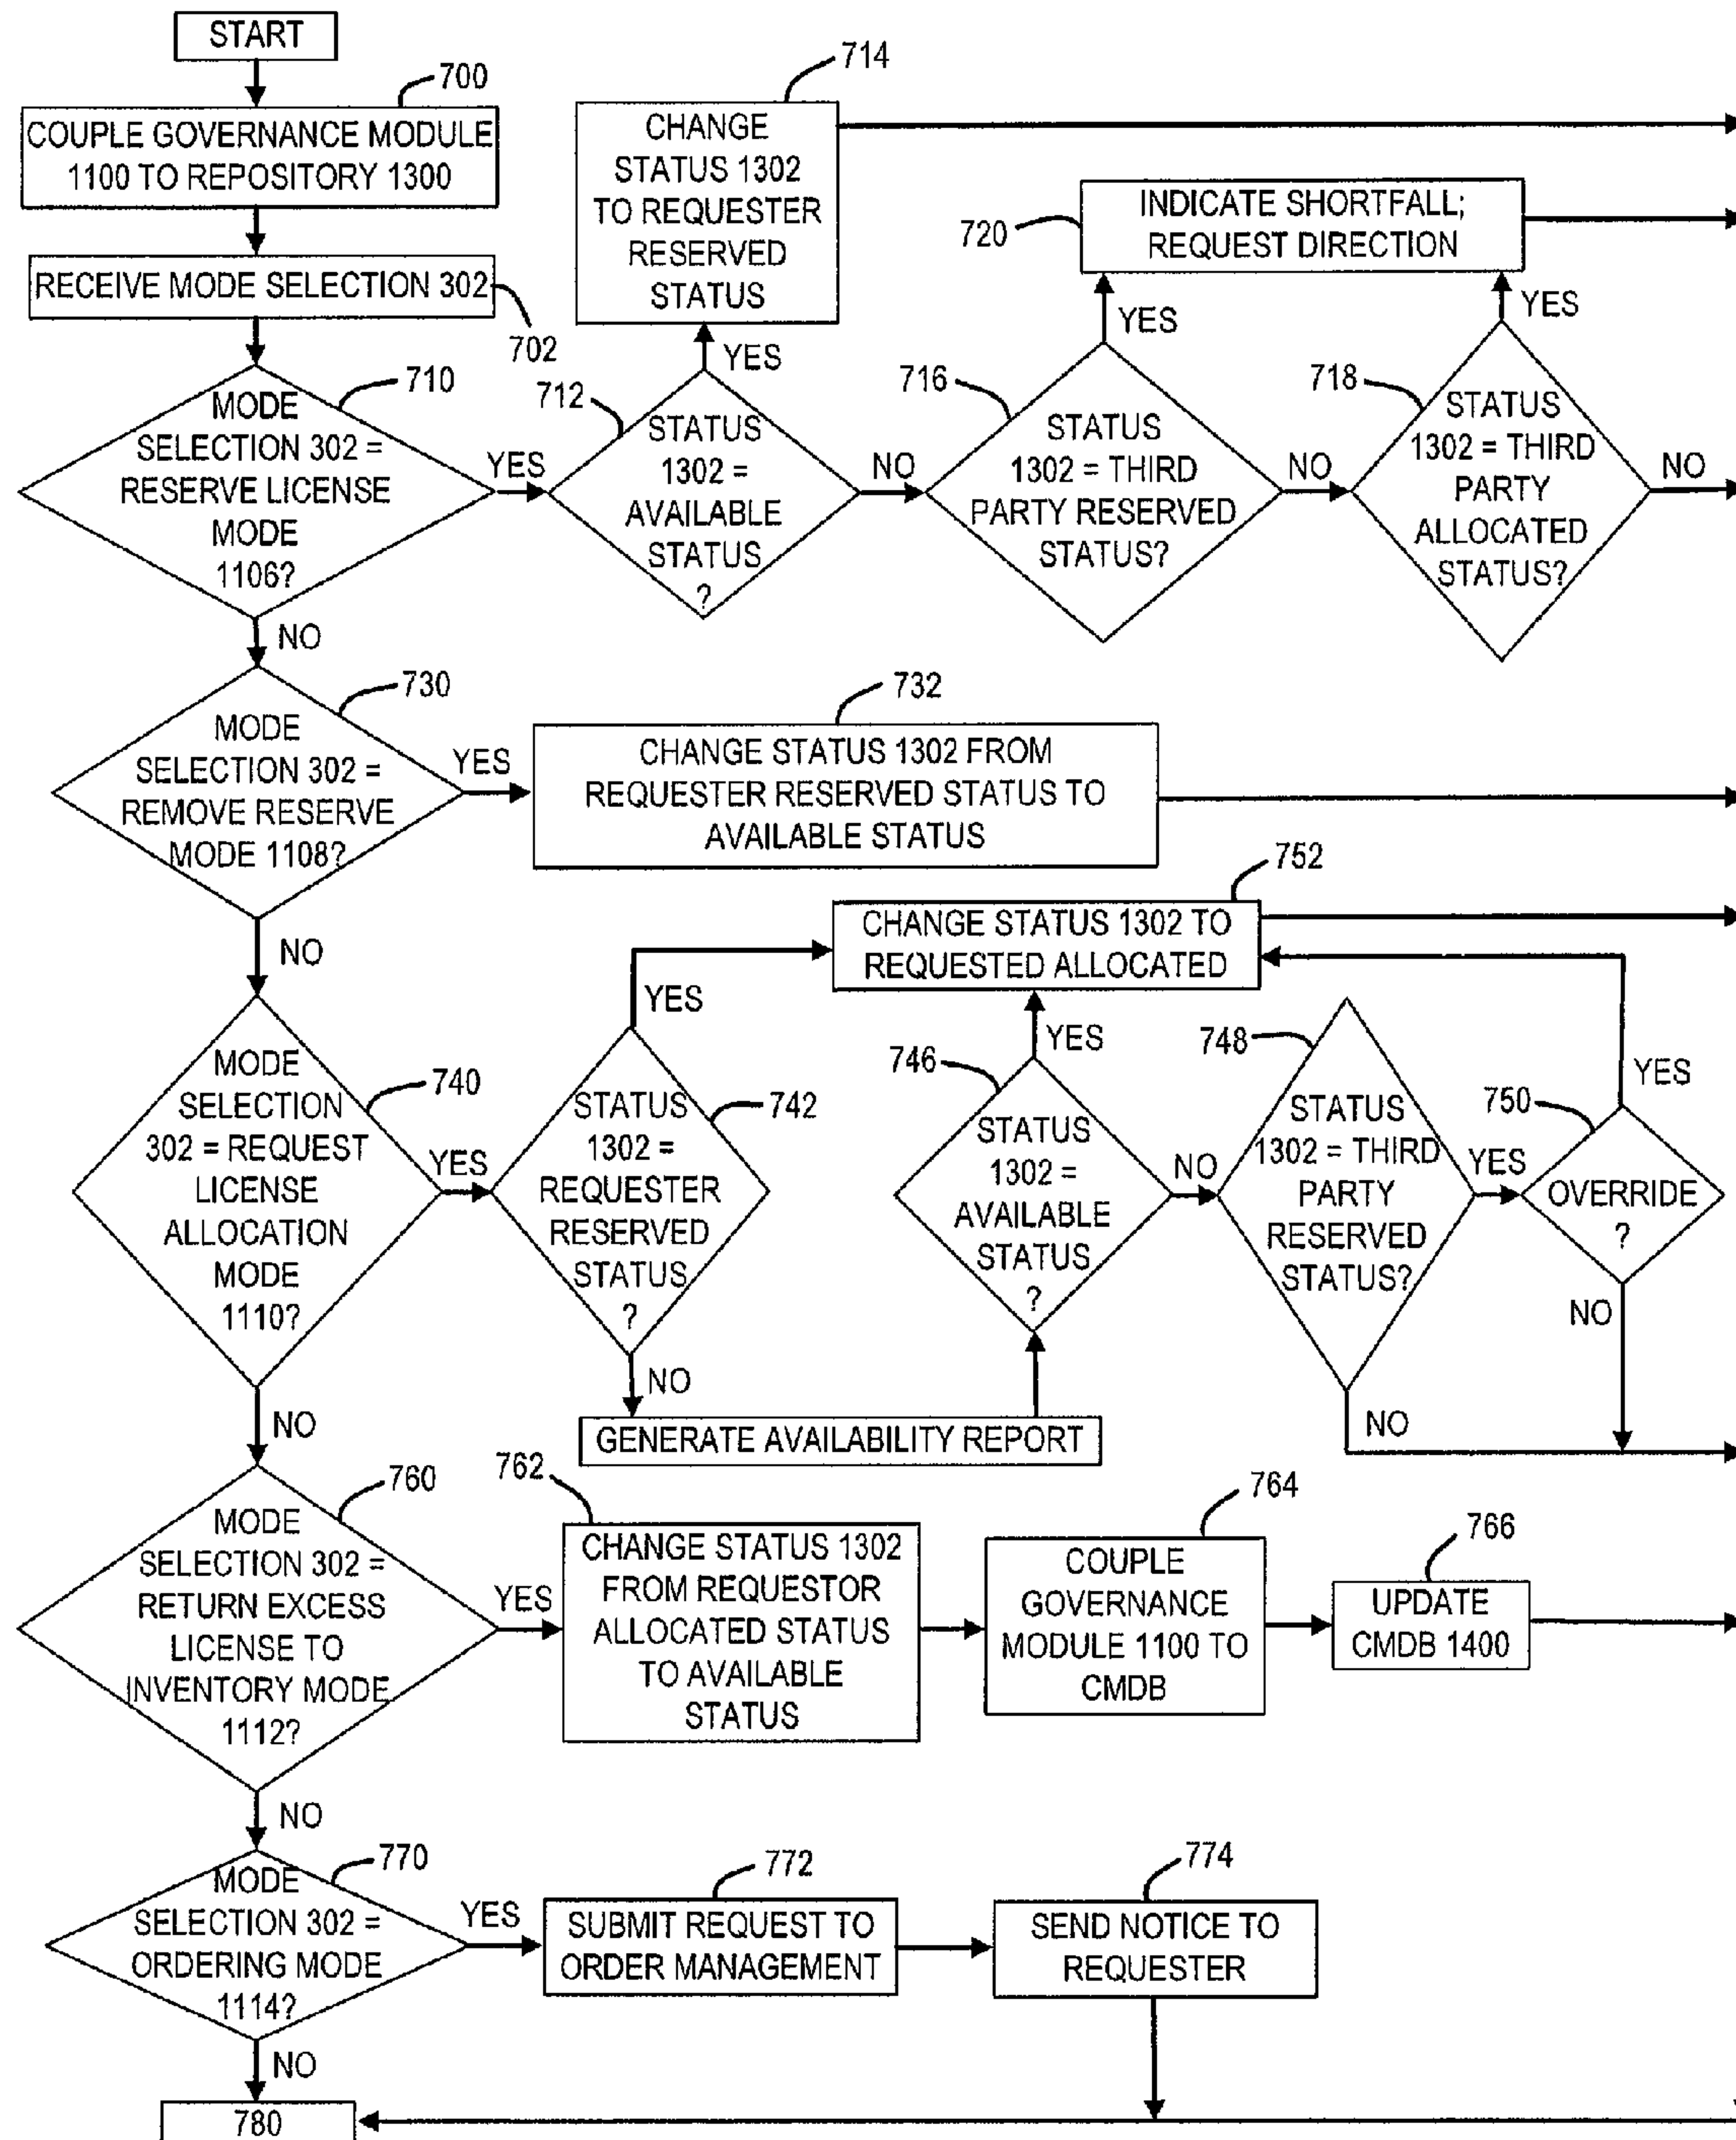 START
700
COUPLE GOVERNANCE MODULE
1100 TO REPOSITORY 1300
RECEIVE MODE SELECTION 302
702
710
MODE
SELECTION 302 =
RESERVE LICENSE
MODE
1106?
YES
NO
712
STATUS
1302 =
AVAILABLE
STATUS
?
YES
NO
714
CHANGE
STATUS 1302
TO REQUESTER
RESERVED
STATUS
716
STATUS
1302 = THIRD
PARTY RESERVED
STATUS?
YES
NO
718
STATUS
1302 = THIRD
PARTY
ALLOCATED
STATUS?
YES
NO
720
INDICATE SHORTFALL;
REQUEST DIRECTION
730
MODE
SELECTION 302 =
REMOVE RESERVE
MODE 1108?
YES
NO
732
CHANGE STATUS 1302 FROM
REQUESTER RESERVED STATUS TO
AVAILABLE STATUS
740
MODE
SELECTION
302 = REQUEST
LICENSE
ALLOCATION
MODE
1110?
YES
NO
742
STATUS
1302 =
REQUESTER
RESERVED
STATUS
?
YES
NO
GENERATE AVAILABILITY REPORT
746
STATUS
1302 =
AVAILABLE
STATUS
?
YES
NO
748
STATUS
1302 = THIRD
PARTY
RESERVED
STATUS?
YES
NO
750
OVERRIDE
?
YES
NO
752
CHANGE STATUS 1302 TO
REQUESTED ALLOCATED
760
MODE
SELECTION 302 =
RETURN EXCESS
LICENSE TO
INVENTORY MODE
1112?
YES
NO
762
CHANGE STATUS 1302
FROM REQUESTOR
ALLOCATED STATUS
TO AVAILABLE
STATUS
764
COUPLE
GOVERNANCE
MODULE 1100 TO
CMDB
766
UPDATE
CMDB 1400
770
MODE
SELECTION 302 =
ORDERING MODE
1114?
YES
NO
772
SUBMIT REQUEST TO
ORDER MANAGEMENT
774
SEND NOTICE TO
REQUESTER
780